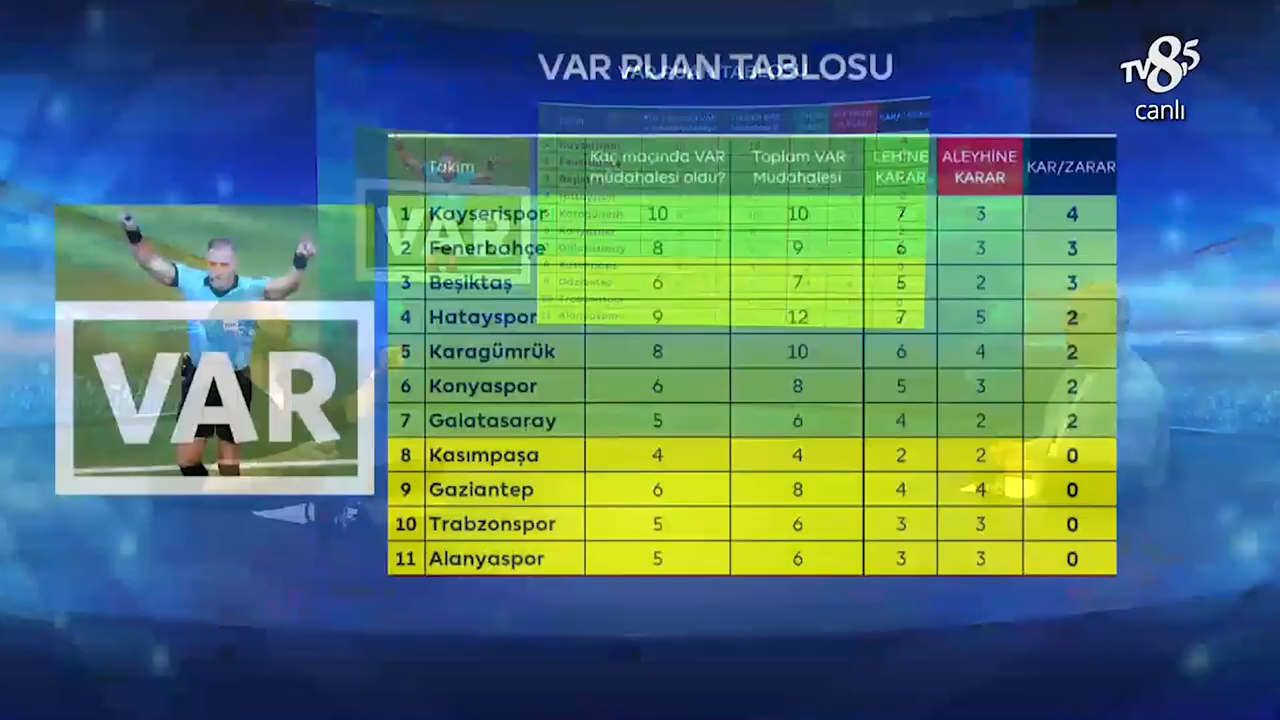 VAR PUAN TABLOSU
TV8,5
canlı
Takım Kaç maçında VAR müdahalesi oldu? Toplam VAR Müdahalesi LEHİNE KARAR ALEYHİNE KARAR KAR/ZARAR
1 Kayserispor 10 10 7 3 4
2 Fenerbahçe 8 9 6 3 3
3 Beşiktaş 6 7 5 2 3
4 Hatayspor 9 12 7 5 2
5 Karagümrük 8 10 6 4 2
6 Konyaspor 6 8 5 3 2
7 Galatasaray 5 6 4 2 2
8 Kasımpaşa 4 4 2 2 0
9 Gaziantep 6 8 4 4 0
10 Trabzonspor 5 6 3 3 0
11 Alanyaspor 5 6 3 3 0
VAR